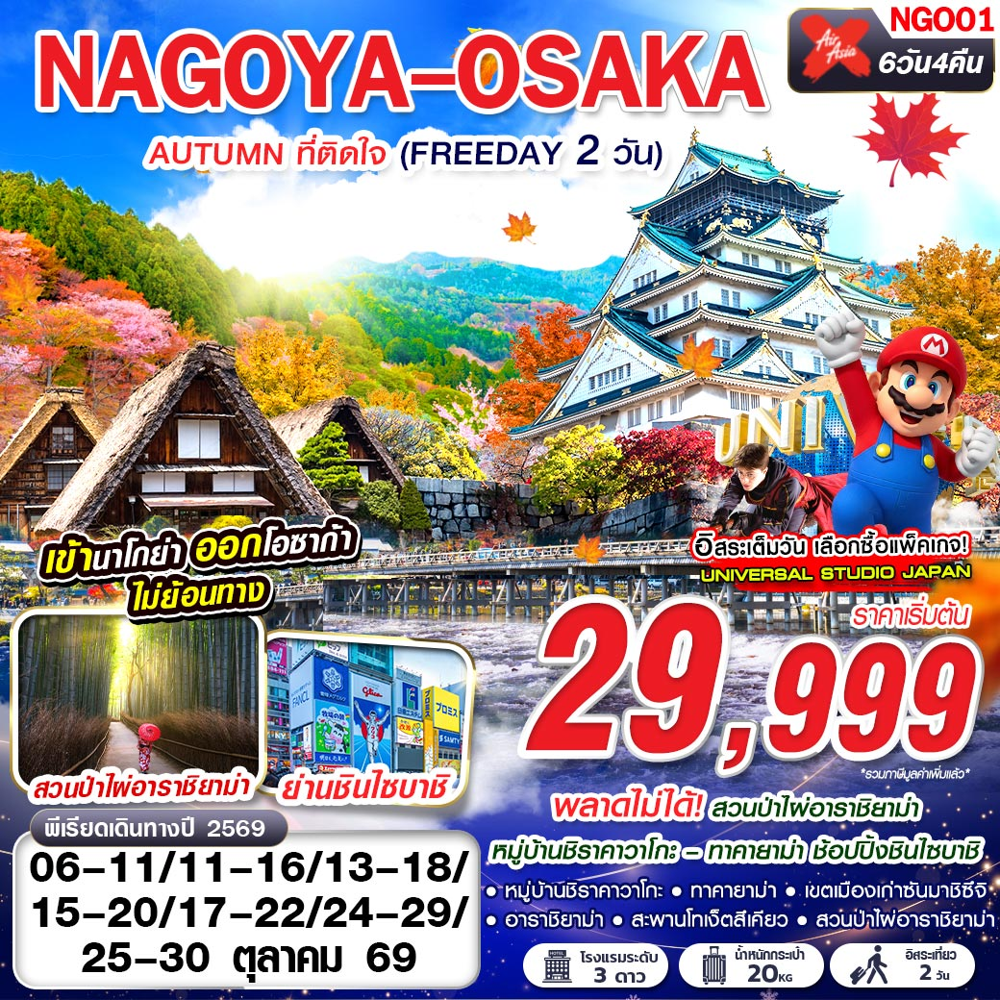 NAGOYA-OSAKA
Air Asia X
NGO01
6วัน4คืน
AUTUMN ที่ติดใจ (FREEDAY 2 วัน)
UNIV
เข้านาโกย่า ออกโอซาก้า
ไม่ย้อนทาง
อิสระเต็มวัน เลือกซื้อแพ็คเกจ!
UNIVERSAL STUDIO JAPAN
ราคาเริ่มต้น
29,999
*รวมภาษีมูลค่าเพิ่มแล้ว*
FANCL
Glico
プロミス
สวนป่าไผ่อาราชิยาม่า
ย่านชินไซบาชิ
พลาดไม่ได้! สวนป่าไผ่อาราชิยาม่า
หมู่บ้านชิราคาวาโกะ - ทาคายาม่า ช้อปปิ้งชินไซบาชิ
• หมู่บ้านชิราคาวาโกะ • ทาคายาม่า • เขตเมืองเก่าซันมาชิซึจิ
• อาราชิยาม่า • สะพานโทเง็ตสึเคียว • สวนป่าไผ่อาราชิยาม่า
พีเรียดเดินทางปี 2569
06-11/11-16/13-18/
15-20/17-22/24-29/
25-30 ตุลาคม 69
HOTEL
โรงแรมระดับ
3 ดาว
น้ำหนักกระเป๋า
20KG
อิสระเที่ยว
2 วัน